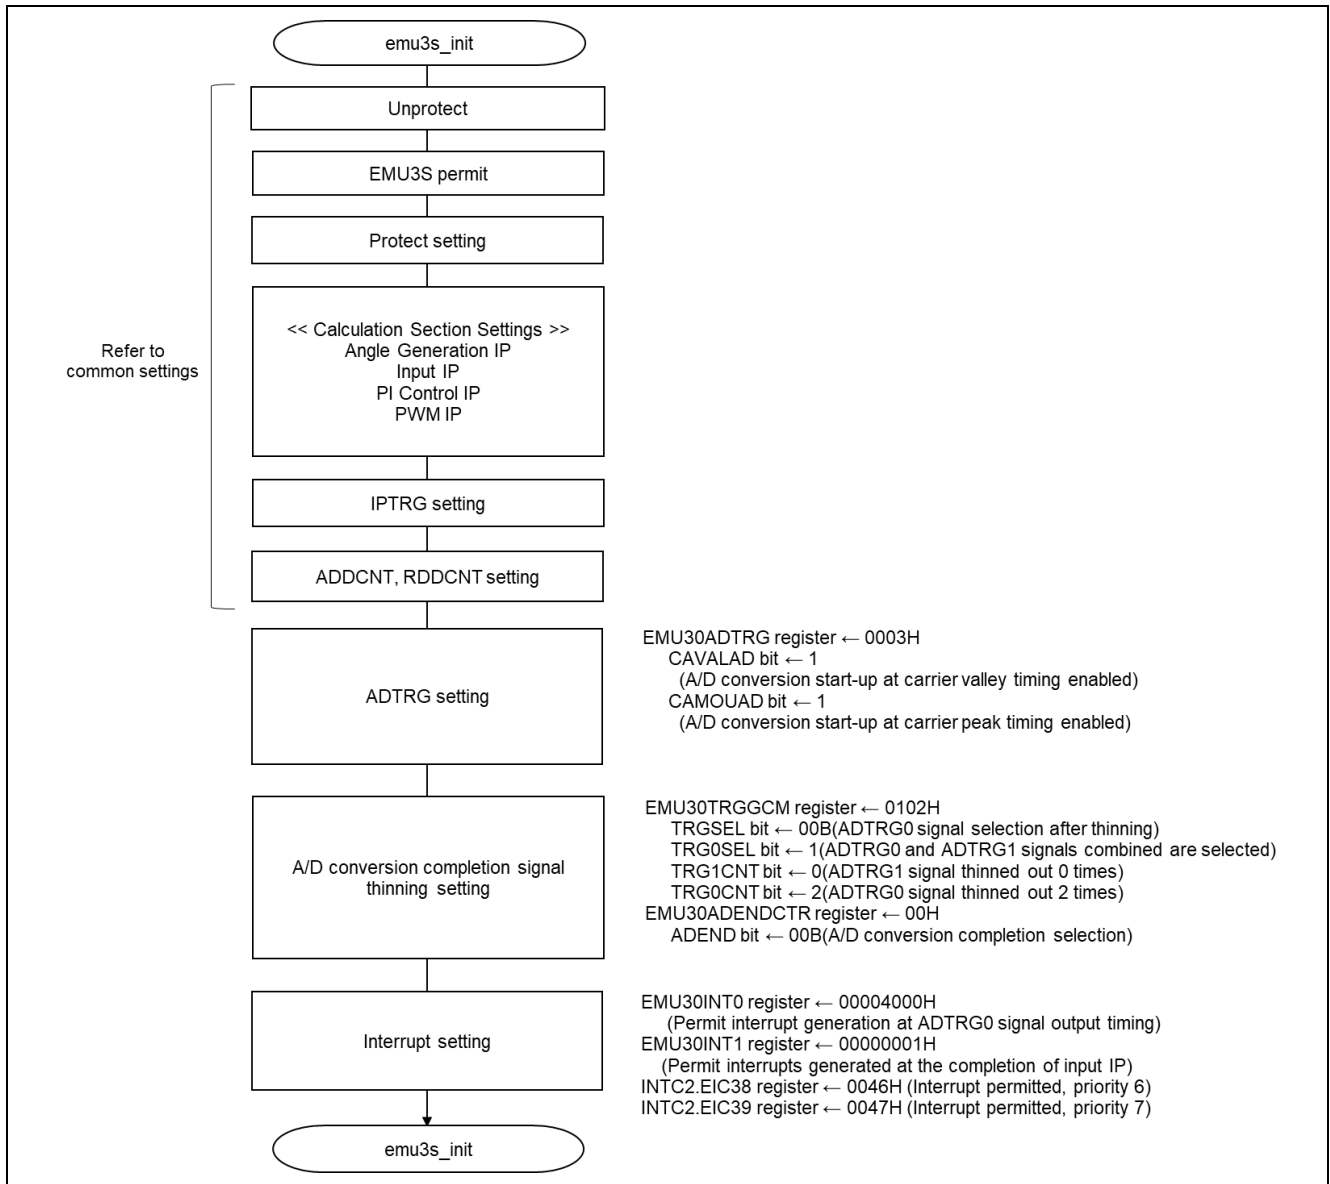 emu3s_init
Unprotect
EMU3S permit
Protect setting
<< Calculation Section Settings >>
Angle Generation IP
Input IP
PI Control IP
PWM IP
Refer to
common settings
IPTRG setting
ADDCNT, RDDCNT setting
ADTRG setting
EMU30ADTRG register ← 0003H
CAVALAD bit ← 1
(A/D conversion start-up at carrier valley timing enabled)
CAMOUAD bit ← 1
(A/D conversion start-up at carrier peak timing enabled)
A/D conversion completion signal
thinning setting
EMU30TRGGCM register ← 0102H
TRGSEL bit ← 00B(ADTRG0 signal selection after thinning)
TRG0SEL bit ← 1(ADTRG0 and ADTRG1 signals combined are selected)
TRG1CNT bit ← 0(ADTRG1 signal thinned out 0 times)
TRG0CNT bit ← 2(ADTRG0 signal thinned out 2 times)
EMU30ADENDCTR register ← 00H
ADEND bit ← 00B(A/D conversion completion selection)
Interrupt setting
EMU30INT0 register ← 00004000H
(Permit interrupt generation at ADTRG0 signal output timing)
EMU30INT1 register ← 00000001H
(Permit interrupts generated at the completion of input IP)
INTC2.EIC38 register ← 0046H (Interrupt permitted, priority 6)
INTC2.EIC39 register ← 0047H (Interrupt permitted, priority 7)
emu3s_init